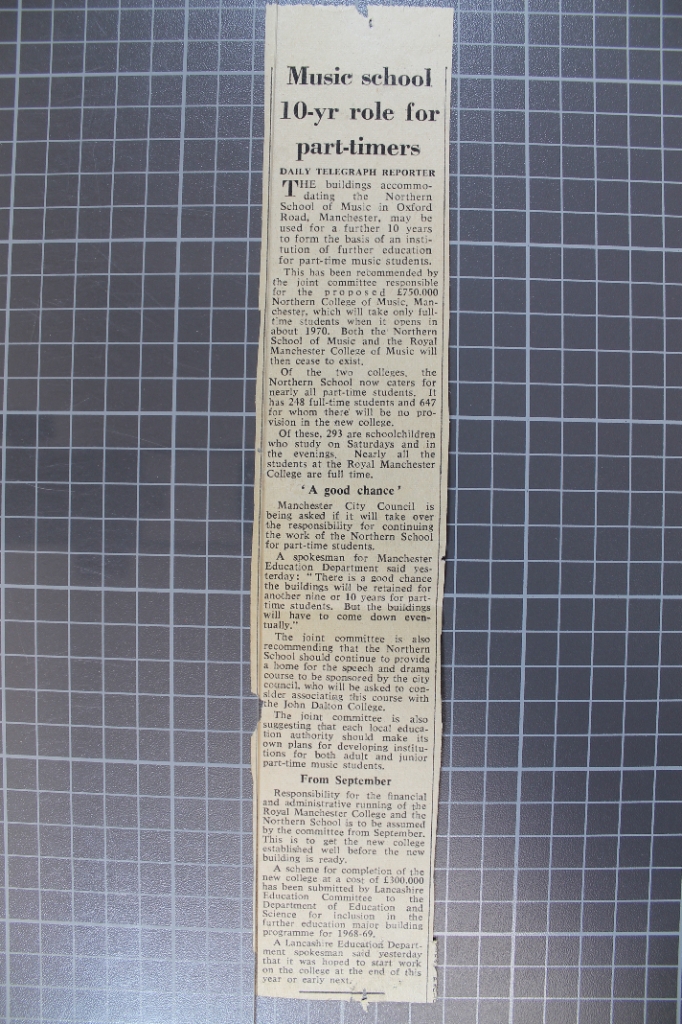 Music school
10-yr role for
part-timers
DAILY TELEGRAPH REPORTER
THE buildings accommo-
dating the Northern
School of Music in Oxford
Road, Manchester, may be
used for a further 10 years
to form the basis of an insti-
tution of further education
for part-time music students.
This has been recommended by
the joint committee responsible
for the proposed £750,000
Northern College of Music, Man-
chester, which will take only full-
time students when it opens in
about 1970. Both the Northern
School of Music and the Royal
Manchester College of Music will
then cease to exist.
Of the two colleges, the
Northern School now caters for
nearly all part-time students. It
has 248 full-time students and 647
for whom there will be no pro-
vision in the new college.
Of these, 293 are schoolchildren
who study on Saturdays and in
the evenings. Nearly all the
students at the Royal Manchester
College are full time.
‘A good chance’
Manchester City Council is
being asked if it will take over
the responsibility for continuing
the work of the Northern School
for part-time students.
A spokesman for Manchester
Education Department said yes-
terday: “There is a good chance
the buildings will be retained for
another nine or 10 years for part-
time students. But the buildings
will have to come down even-
tually.”
The joint committee is also
recommending that the Northern
School should continue to provide
a home for the speech and drama
course to be sponsored by the city
council, who will be asked to con-
sider associating this course with
the John Dalton College.
The joint committee is also
suggesting that each local educa-
tion authority should make its
own plans for developing institu-
tions for both adult and junior
part-time music students.
From September
Responsibility for the financial
and administrative running of the
Royal Manchester College and the
Northern School is to be assumed
by the committee from September.
This is to get the new college
established well before the new
building is ready.
A scheme for completion of the
new college at a cost of £300,000
has been submitted by Lancashire
Education Committee to the
Department of Education and
Science for inclusion in the
further education major building
programme for 1968-69.
A Lancashire Education Depart-
ment spokesman said yesterday
that it was hoped to start work
on the college at the end of this
year or early next.